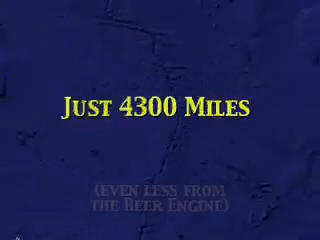 Just 4300 Miles
(even less from
the Beer Engine)